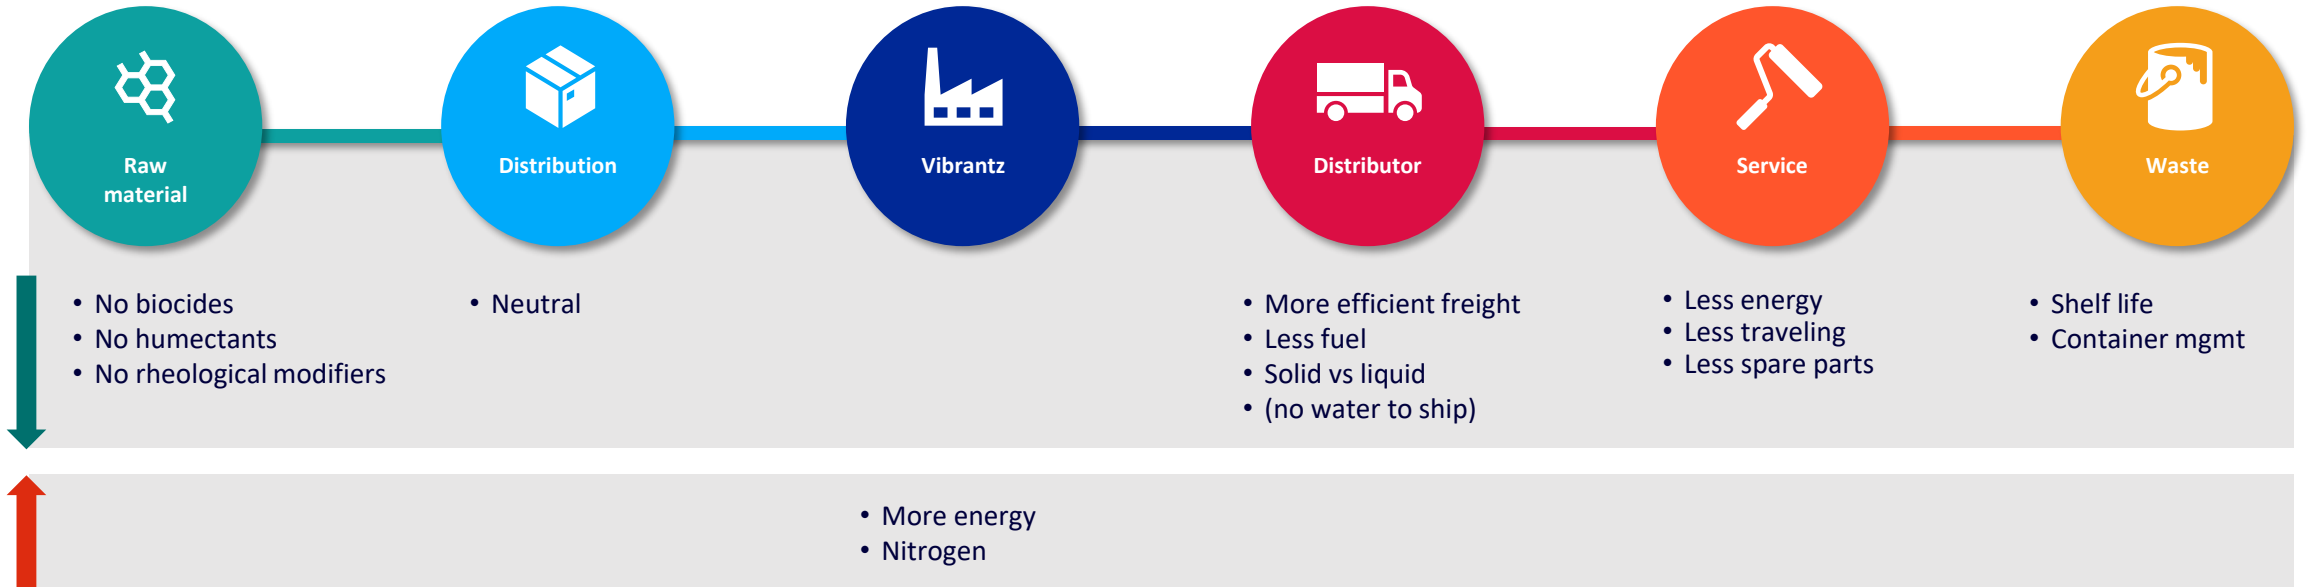 Raw
material
Distribution
Vibrantz
Distributor
Service
Waste
• No biocides
• No humectants
• No rheological modifiers
• Neutral
• More efficient freight
• Less fuel
• Solid vs liquid
• (no water to ship)
• Less energy
• Less traveling
• Less spare parts
• Shelf life
• Container mgmt
• More energy
• Nitrogen